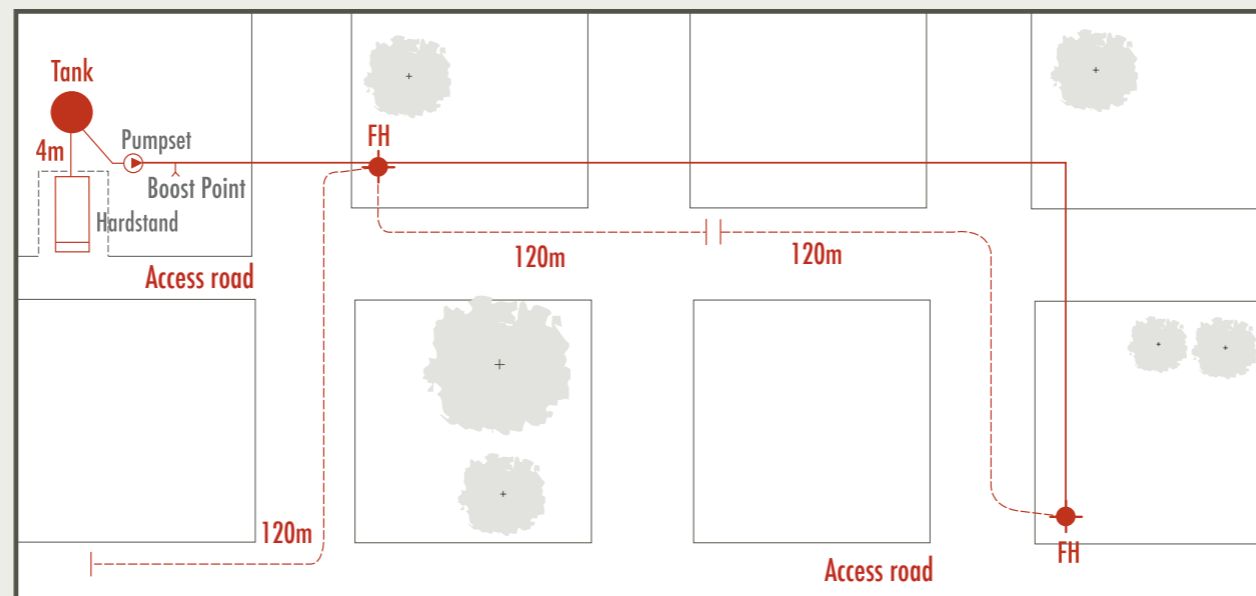 Tank
4m
Pumpset
Boost Point
Hardstand
FH
120m
120m
Access road
120m
Access road
FH